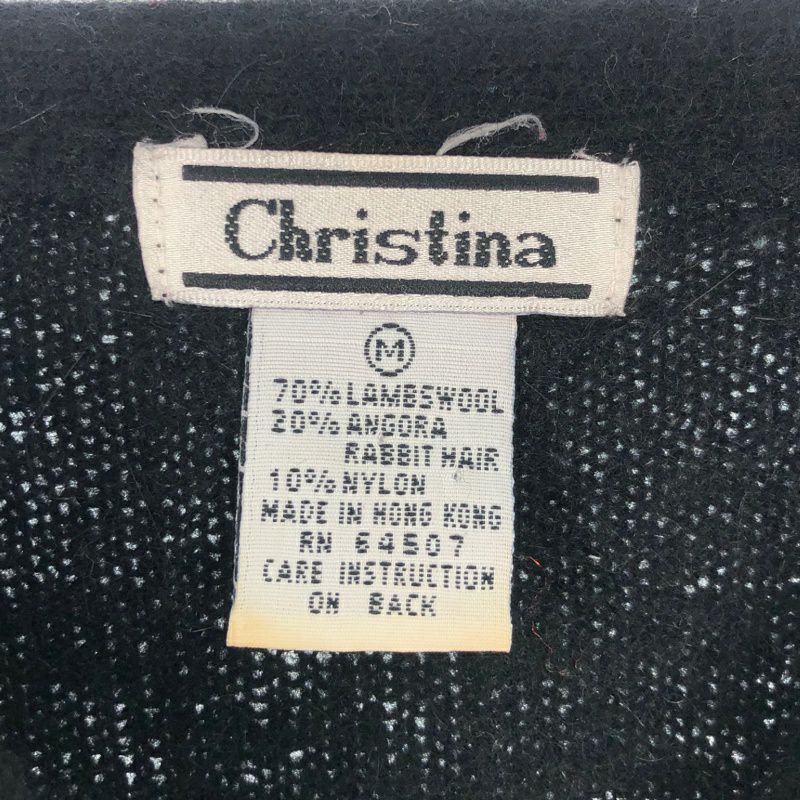 Christina
M
70% LAMBSWOOL
20% ANGORA
RABBIT HAIR
10% NYLON
MADE IN HONG KONG
RN 64507
CARE INSTRUCTION
ON BACK